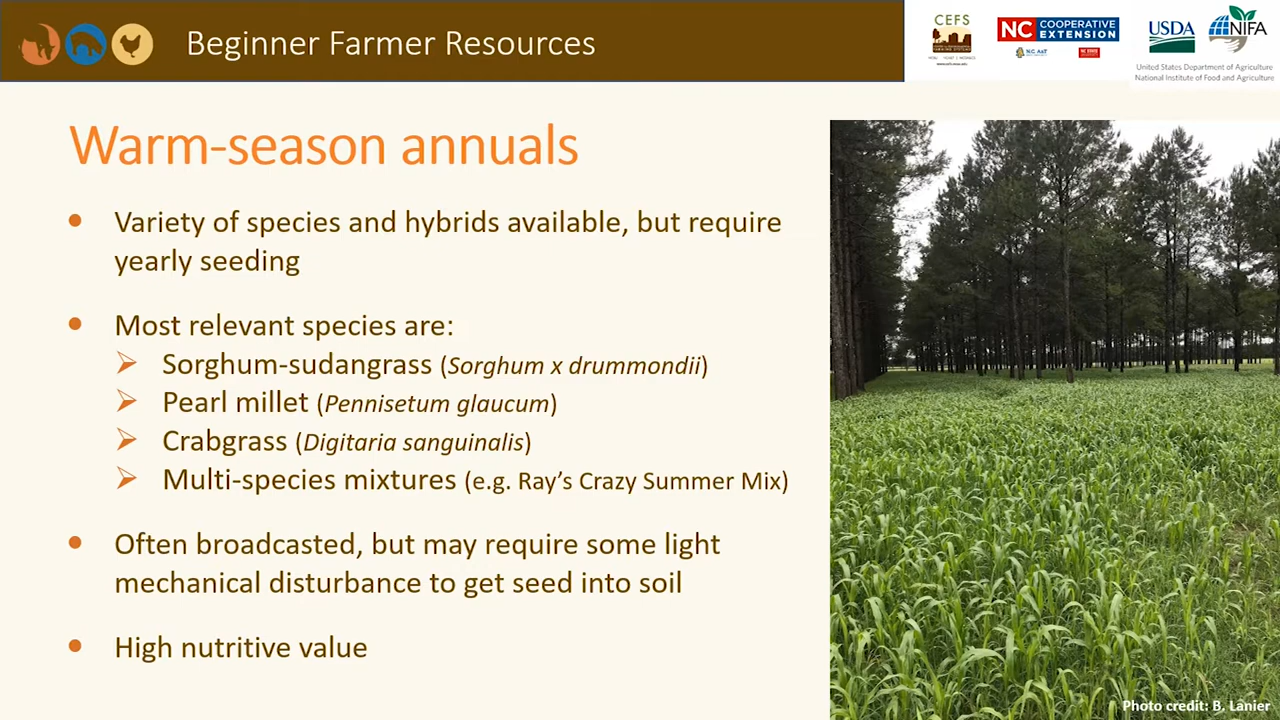 Beginner Farmer Resources
CEFS
www.cefs.ncsu.edu
NC COOPERATIVE
EXTENSION
N.C. A&T
NC STATE
USDA
NIFA
United States Department of Agriculture
National Institute of Food and Agriculture
Warm-season annuals
• Variety of species and hybrids available, but require
yearly seeding
• Most relevant species are:
➢ Sorghum-sudangrass (Sorghum x drummondii)
➢ Pearl millet (Pennisetum glaucum)
➢ Crabgrass (Digitaria sanguinalis)
➢ Multi-species mixtures (e.g. Ray’s Crazy Summer Mix)
• Often broadcasted, but may require some light
mechanical disturbance to get seed into soil
• High nutritive value
Photo credit: B. Lanier